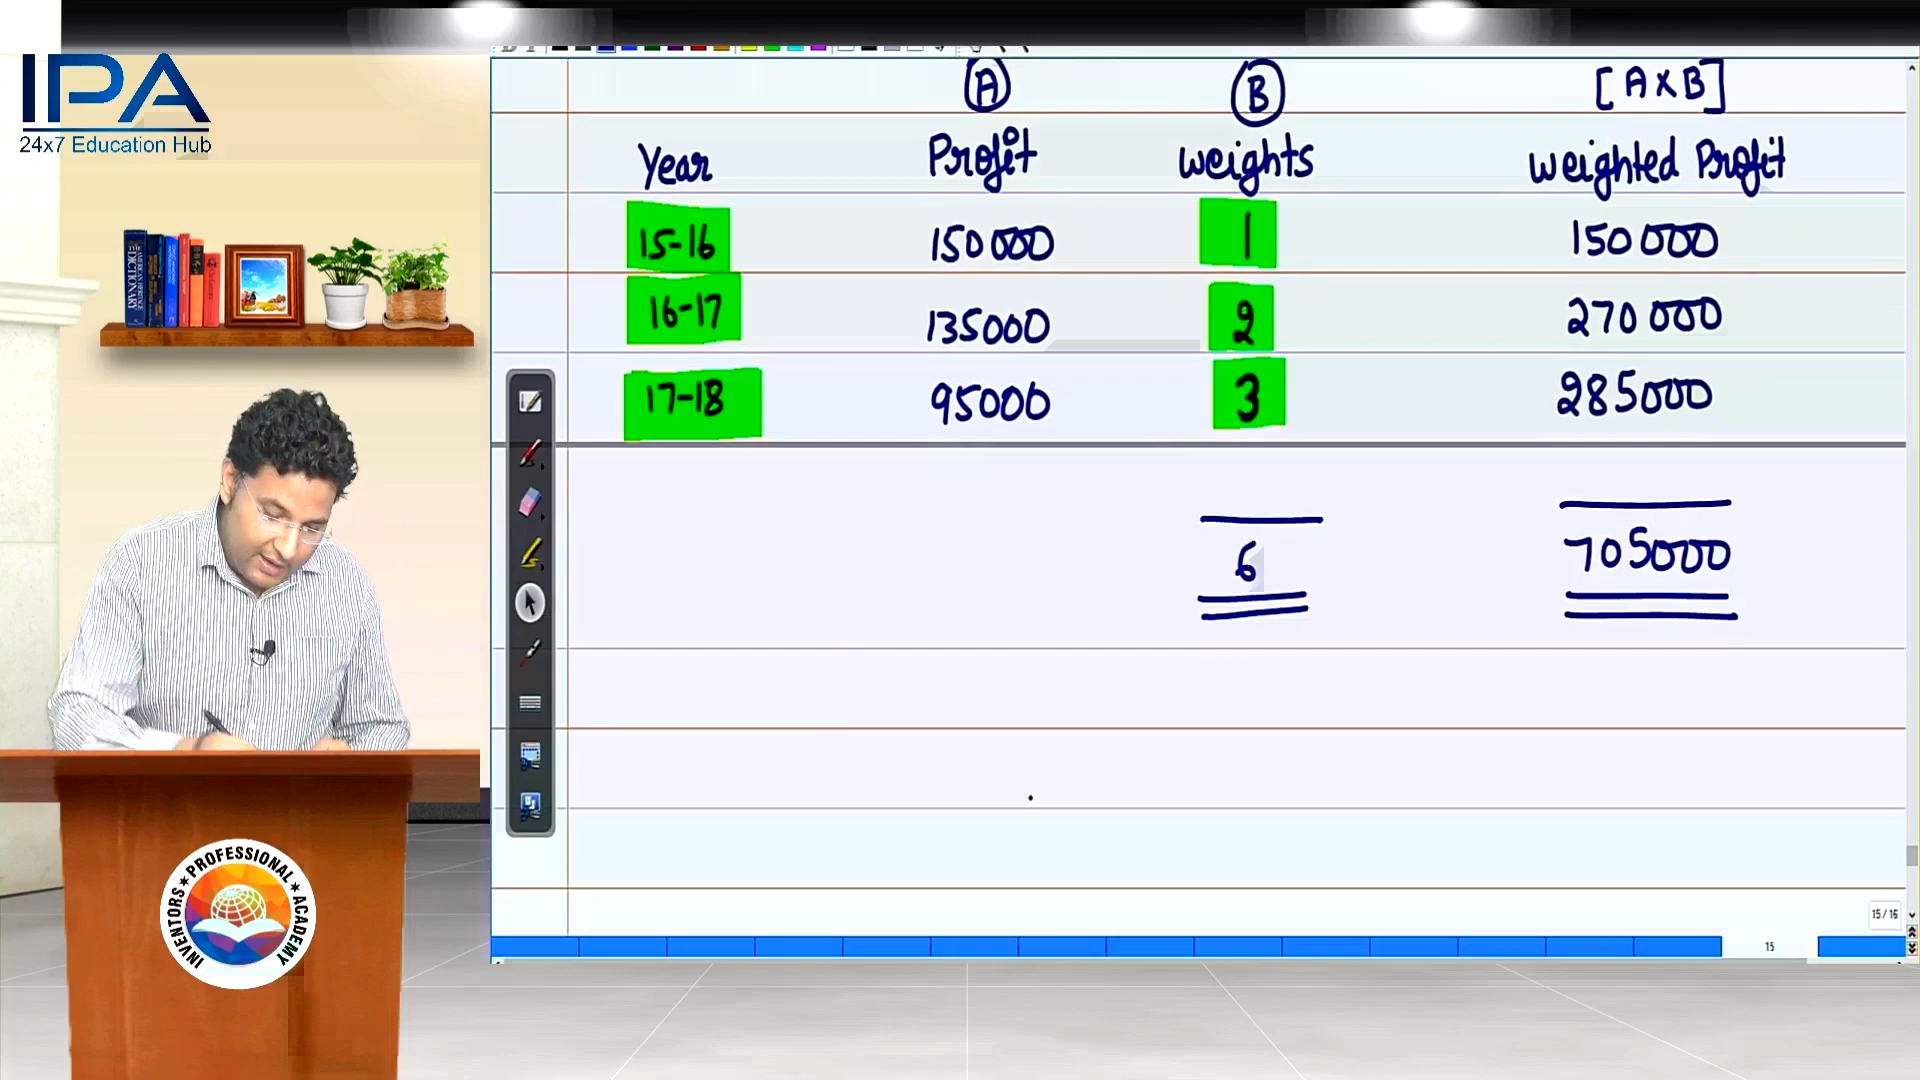 IPA
24x7 Education Hub
(A) (B) [A×B]
Year Profit weights weighted Profit
15-16 150000 1 150000
16-17 135000 2 270000
17-18 95000 3 285000
6 705000
INVENTORS ★ PROFESSIONAL ★ ACADEMY
15/16
15